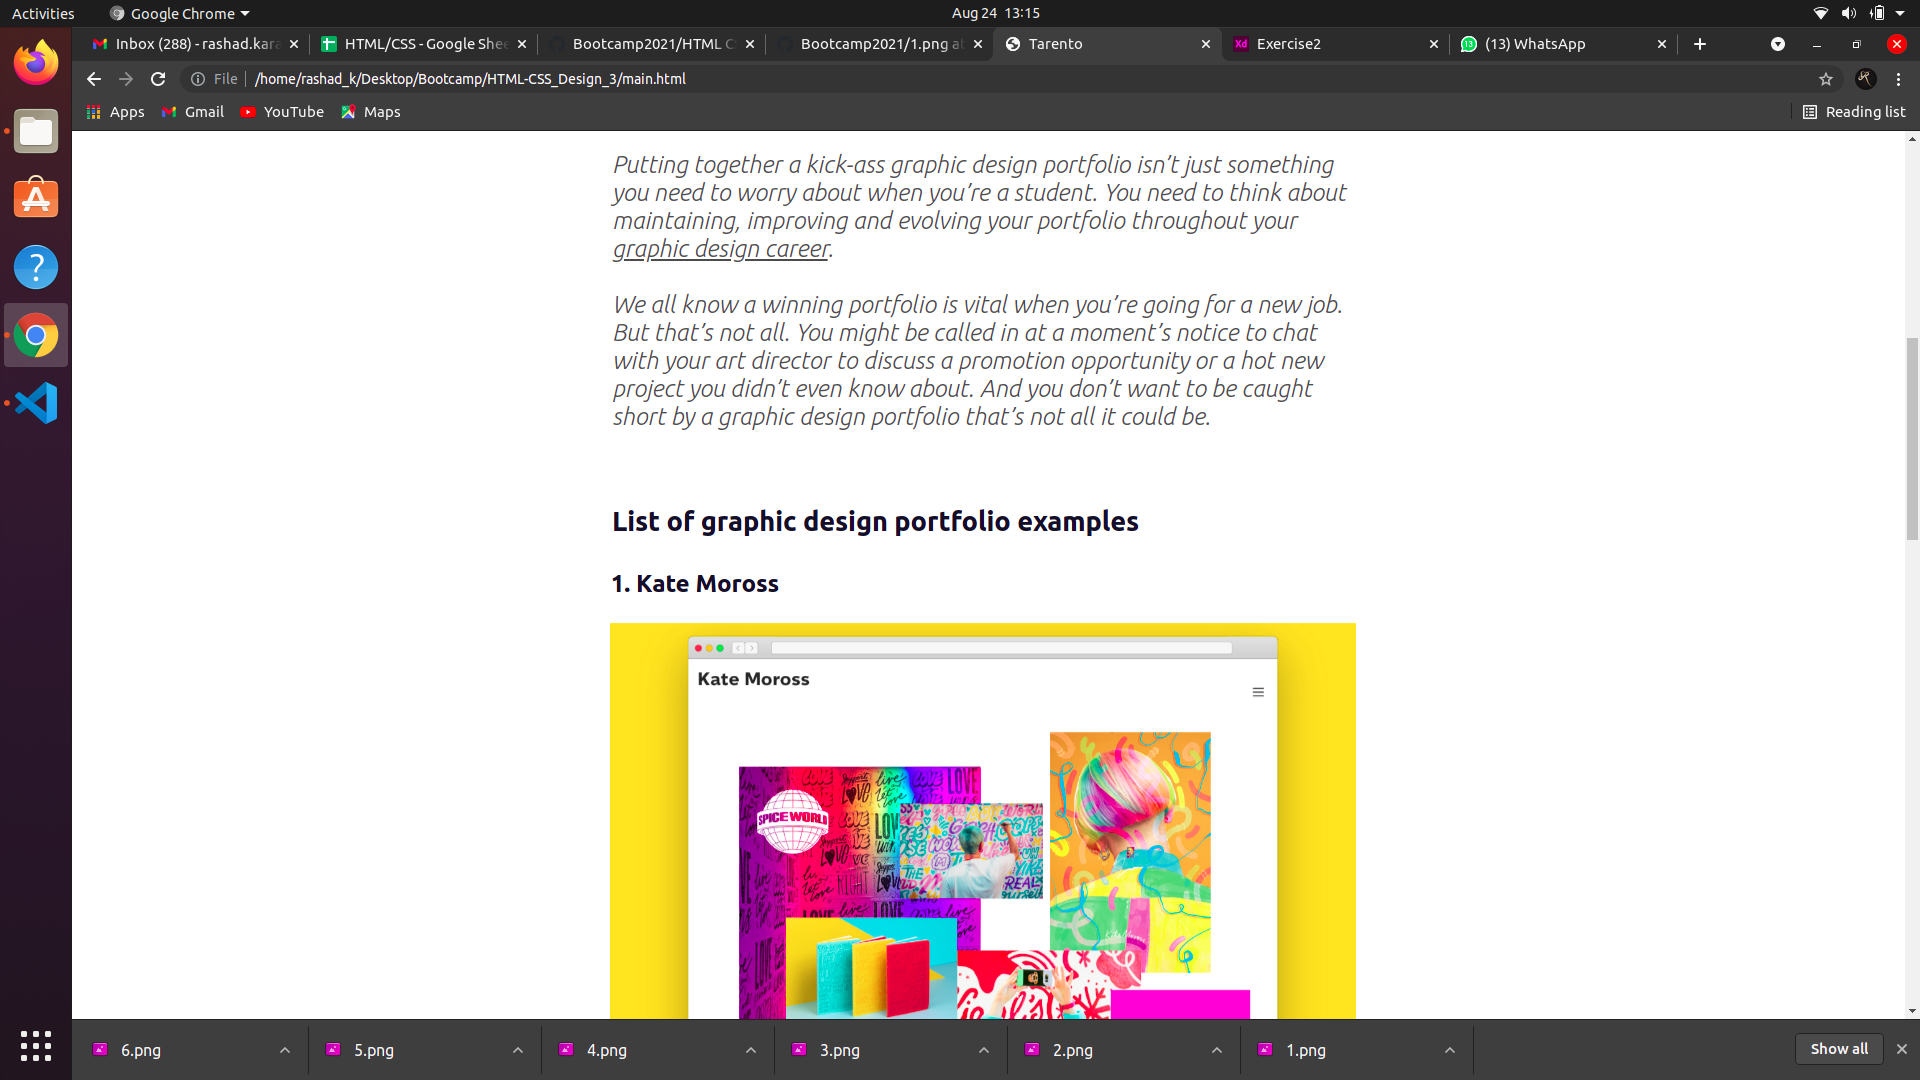 Activities Google Chrome Aug 24 13:15
Inbox (288) - rashad.kara HTML/CSS - Google Shee Bootcamp2021/HTML C Bootcamp2021/1.png at Tarento Exercise2 (13) WhatsApp
File /home/rashad_k/Desktop/Bootcamp/HTML-CSS_Design_3/main.html
Apps Gmail YouTube Maps Reading list
Putting together a kick-ass graphic design portfolio isn’t just something
you need to worry about when you’re a student. You need to think about
maintaining, improving and evolving your portfolio throughout your
graphic design career.
We all know a winning portfolio is vital when you’re going for a new job.
But that’s not all. You might be called in at a moment’s notice to chat
with your art director to discuss a promotion opportunity or a hot new
project you didn’t even know about. And you don’t want to be caught
short by a graphic design portfolio that’s not all it could be.
List of graphic design portfolio examples
1. Kate Moross
Kate Moross
SPICE WORLD
6.png 5.png 4.png 3.png 2.png 1.png Show all